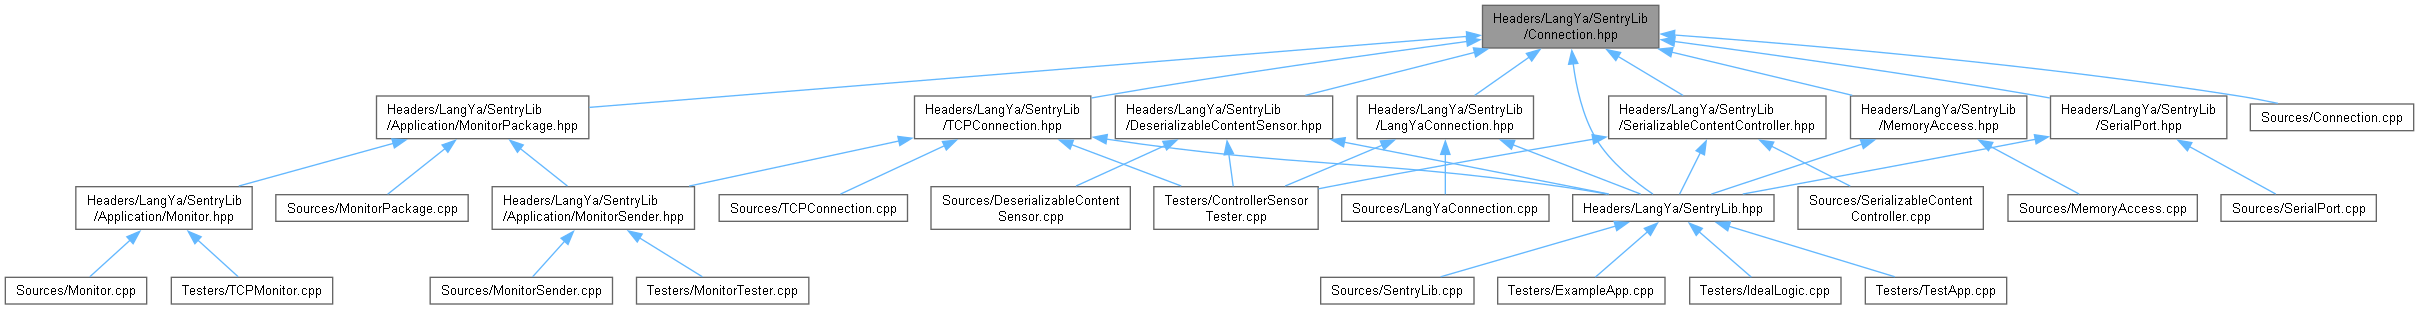 Headers/LangYa/SentryLib
/Connection.hpp
Headers/LangYa/SentryLib
/Application/MonitorPackage.hpp
Headers/LangYa/SentryLib
/TCPConnection.hpp
Headers/LangYa/SentryLib
/DeserializableContentSensor.hpp
Headers/LangYa/SentryLib
/LangYaConnection.hpp
Headers/LangYa/SentryLib
/SerializableContentController.hpp
Headers/LangYa/SentryLib
/MemoryAccess.hpp
Headers/LangYa/SentryLib
/SerialPort.hpp
Sources/Connection.cpp
Headers/LangYa/SentryLib
/Application/Monitor.hpp
Sources/MonitorPackage.cpp
Headers/LangYa/SentryLib
/Application/MonitorSender.hpp
Sources/TCPConnection.cpp
Sources/DeserializableContent
Sensor.cpp
Testers/ControllerSensor
Tester.cpp
Sources/LangYaConnection.cpp
Headers/LangYa/SentryLib.hpp
Sources/SerializableContent
Controller.cpp
Sources/MemoryAccess.cpp
Sources/SerialPort.cpp
Sources/Monitor.cpp
Testers/TCPMonitor.cpp
Sources/MonitorSender.cpp
Testers/MonitorTester.cpp
Sources/SentryLib.cpp
Testers/ExampleApp.cpp
Testers/IdealLogic.cpp
Testers/TestApp.cpp